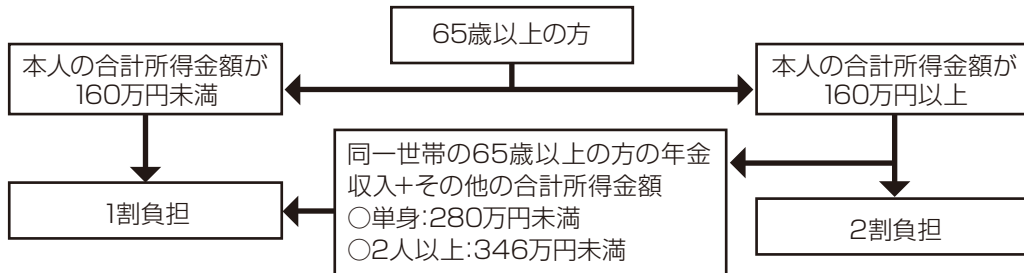 65歳以上の方
本人の合計所得金額が
160万円未満
本人の合計所得金額が
160万円以上
同一世帯の65歳以上の方の年金
収入+その他の合計所得金額
○単身:280万円未満
○2人以上:346万円未満
1割負担
2割負担